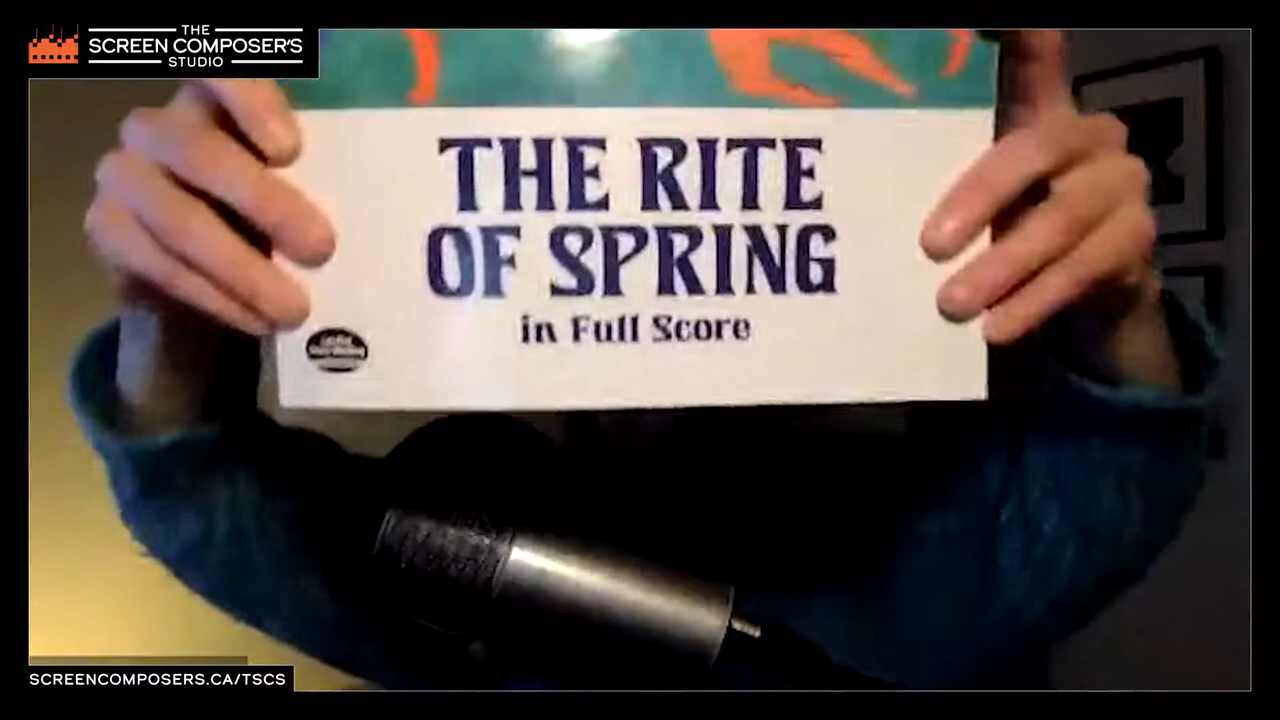 THE
SCREEN COMPOSER'S
STUDIO
THE RITE
OF SPRING
in Full Score
SCREENCOMPOSERS.CA/TSCS